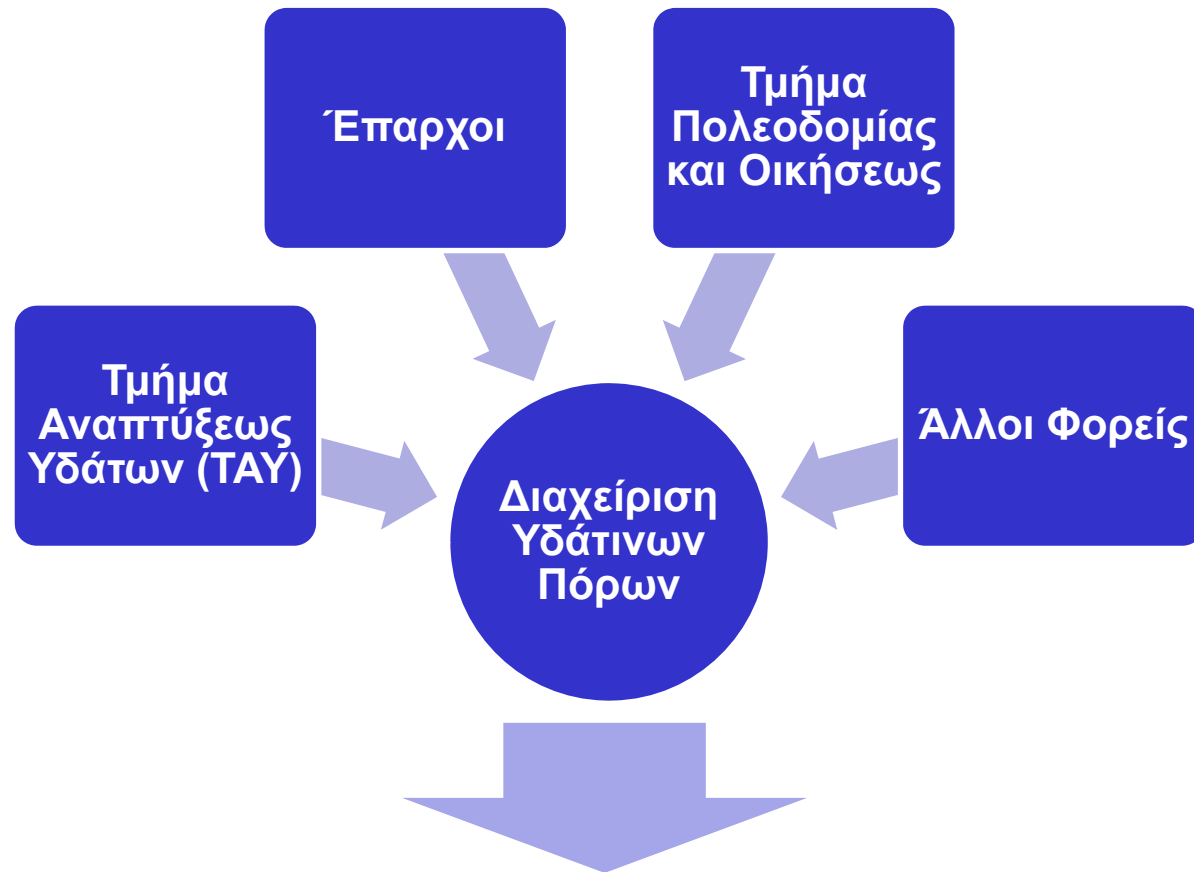 Έπαρχοι
Τμήμα
Πολεοδομίας
και Οικήσεως
Τμήμα
Αναπτύξεως
Υδάτων (ΤΑΥ)
Άλλοι Φορείς
Διαχείριση
Υδάτινων
Πόρων